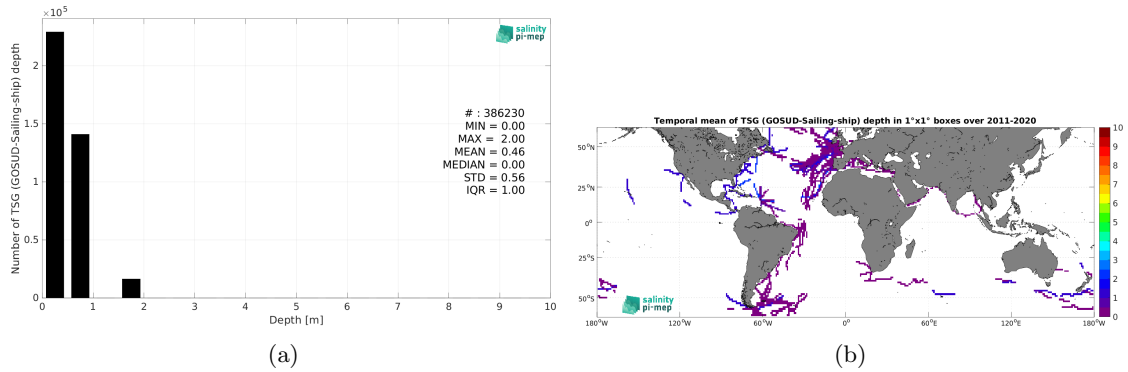 ×10⁵
salinity
pi-mep
2
1.5
1
0.5
0
Number of TSG (GOSUD-Sailing-ship) depth
# : 386230
MIN = 0.00
MAX = 2.00
MEAN = 0.46
MEDIAN = 0.00
STD = 0.56
IQR = 1.00
0 1 2 3 4 5 6 7 8 9 10
Depth [m]
(a)
Temporal mean of TSG (GOSUD-Sailing-ship) depth in 1°x1° boxes over 2011-2020
50°N
25°N
0°
25°S
50°S
180°W 120°W 60°W 0° 60°E 120°E 180°E
salinity
pi-mep
10
9
8
7
6
5
4
3
2
1
0
(b)